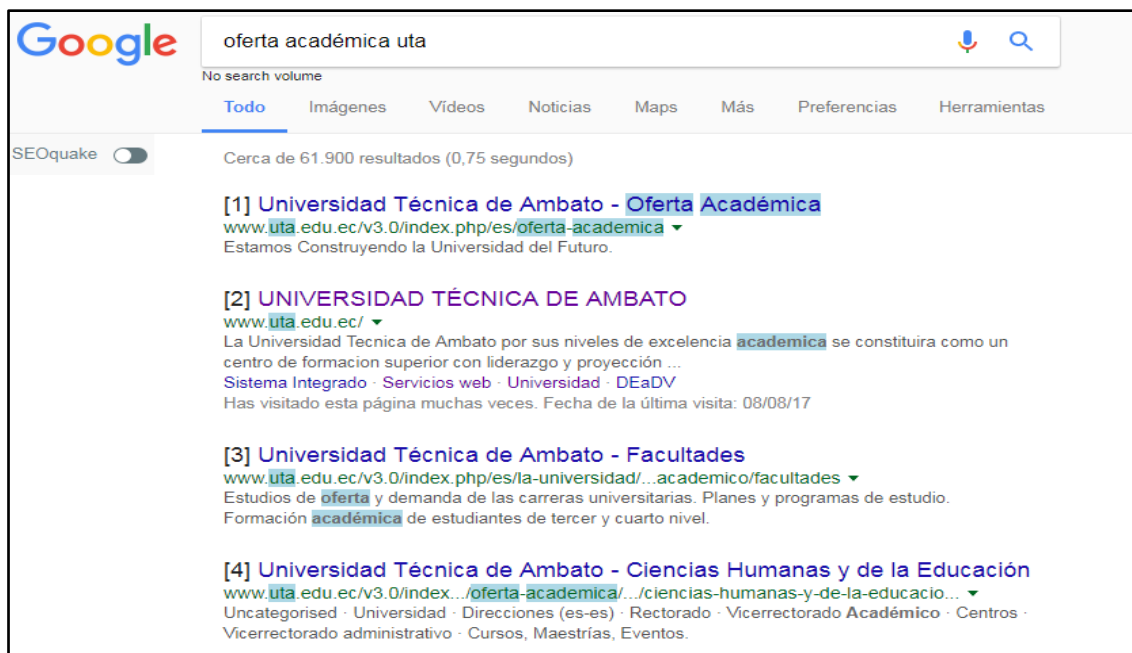 Google
oferta académica uta
No search volume
Todo Imágenes Vídeos Noticias Maps Más Preferencias Herramientas
SEOquake
Cerca de 61.900 resultados (0,75 segundos)
[1] Universidad Técnica de Ambato - Oferta Académica
www.uta.edu.ec/v3.0/index.php/es/oferta-academica
Estamos Construyendo la Universidad del Futuro.
[2] UNIVERSIDAD TÉCNICA DE AMBATO
www.uta.edu.ec/
La Universidad Tecnica de Ambato por sus niveles de excelencia academica se constituira como un
centro de formacion superior con liderazgo y proyección ...
Sistema Integrado · Servicios web · Universidad · DEaDV
Has visitado esta página muchas veces. Fecha de la última visita: 08/08/17
[3] Universidad Técnica de Ambato - Facultades
www.uta.edu.ec/v3.0/index.php/es/la-universidad/...academico/facultades
Estudios de oferta y demanda de las carreras universitarias. Planes y programas de estudio.
Formación académica de estudiantes de tercer y cuarto nivel.
[4] Universidad Técnica de Ambato - Ciencias Humanas y de la Educación
www.uta.edu.ec/v3.0/index.../oferta-academica/.../ciencias-humanas-y-de-la-educacio...
Uncategorised · Universidad · Direcciones (es-es) · Rectorado · Vicerrectorado Académico · Centros ·
Vicerrectorado administrativo · Cursos, Maestrías, Eventos.